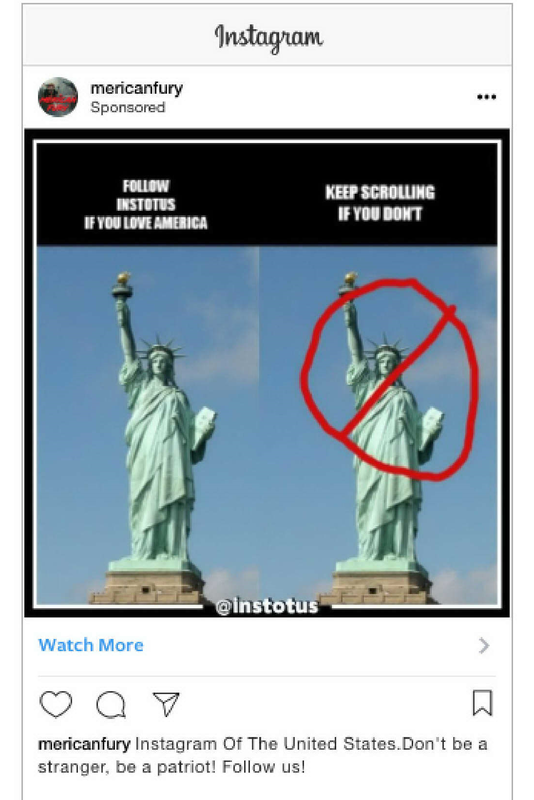 Instagram
mericanfury
Sponsored
FOLLOW
INSTOTUS
IF YOU LOVE AMERICA
KEEP SCROLLING
IF YOU DON'T
@instotus
Watch More
mericanfury Instagram Of The United States.Don't be a
stranger, be a patriot! Follow us!